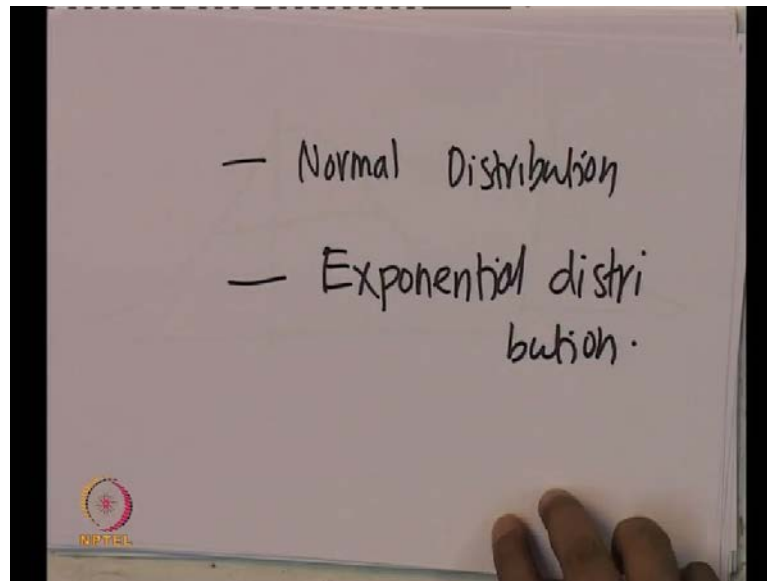 — Normal Distribution
— Exponential distri
bution.
NPTEL